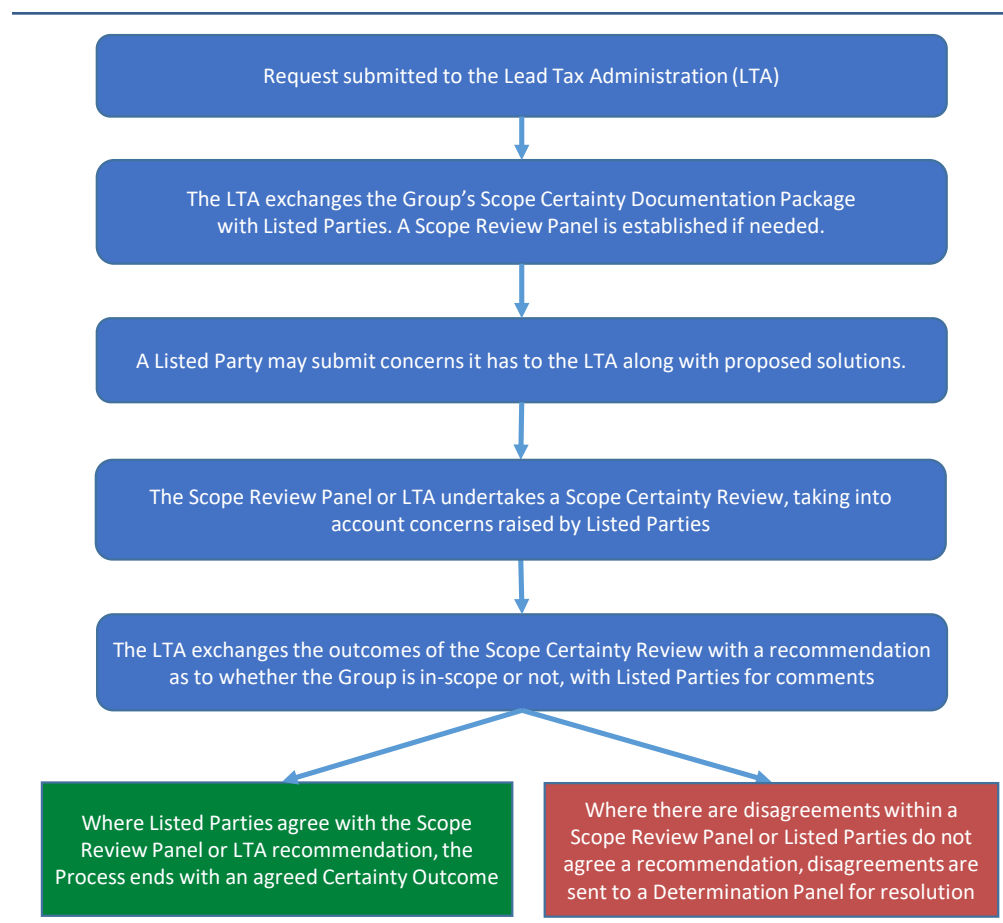 Request submitted to the Lead Tax Administration (LTA)
The LTA exchanges the Group’s Scope Certainty Documentation Package
with Listed Parties. A Scope Review Panel is established if needed.
A Listed Party may submit concerns it has to the LTA along with proposed solutions.
The Scope Review Panel or LTA undertakes a Scope Certainty Review, taking into
account concerns raised by Listed Parties
The LTA exchanges the outcomes of the Scope Certainty Review with a recommendation
as to whether the Group is in-scope or not, with Listed Parties for comments
Where Listed Parties agree with the Scope
Review Panel or LTA recommendation, the
Process ends with an agreed Certainty Outcome
Where there are disagreements within a
Scope Review Panel or Listed Parties do not
agree a recommendation, disagreements are
sent to a Determination Panel for resolution